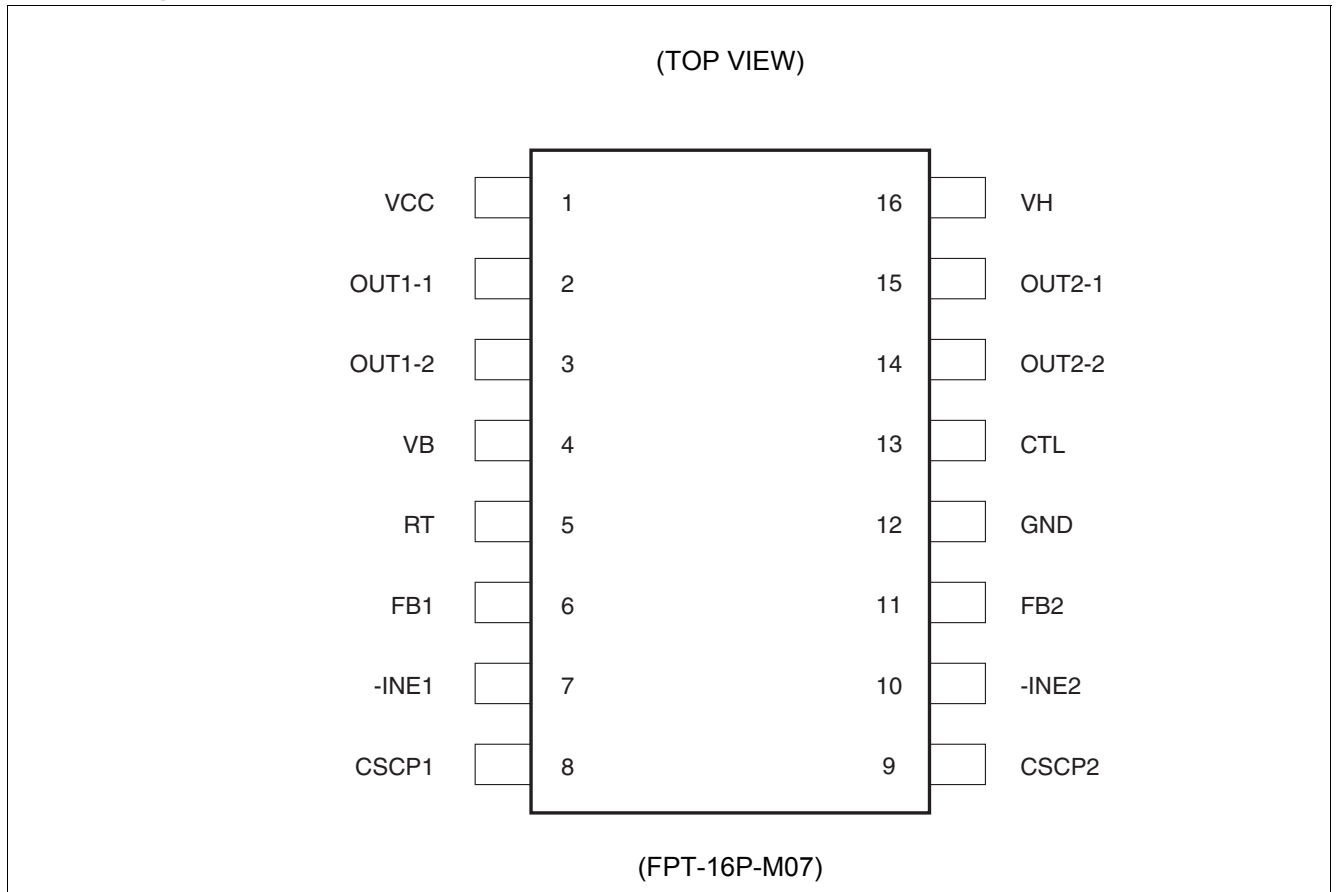 (TOP VIEW)
VCC 1 16 VH
OUT1-1 2 15 OUT2-1
OUT1-2 3 14 OUT2-2
VB 4 13 CTL
RT 5 12 GND
FB1 6 11 FB2
-INE1 7 10 -INE2
CSCP1 8 9 CSCP2
(FPT-16P-M07)